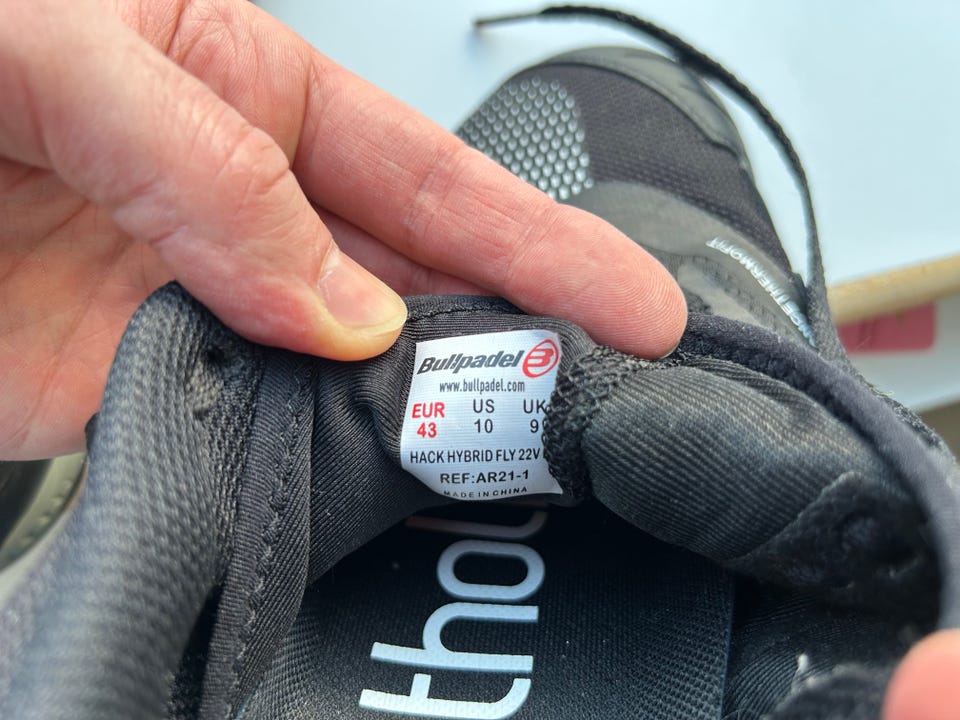 Bullpadel B
www.bullpadel.com
EUR US UK
43 10 9
HACK HYBRID FLY 22V
REF:AR21-1
MADE IN CHINA